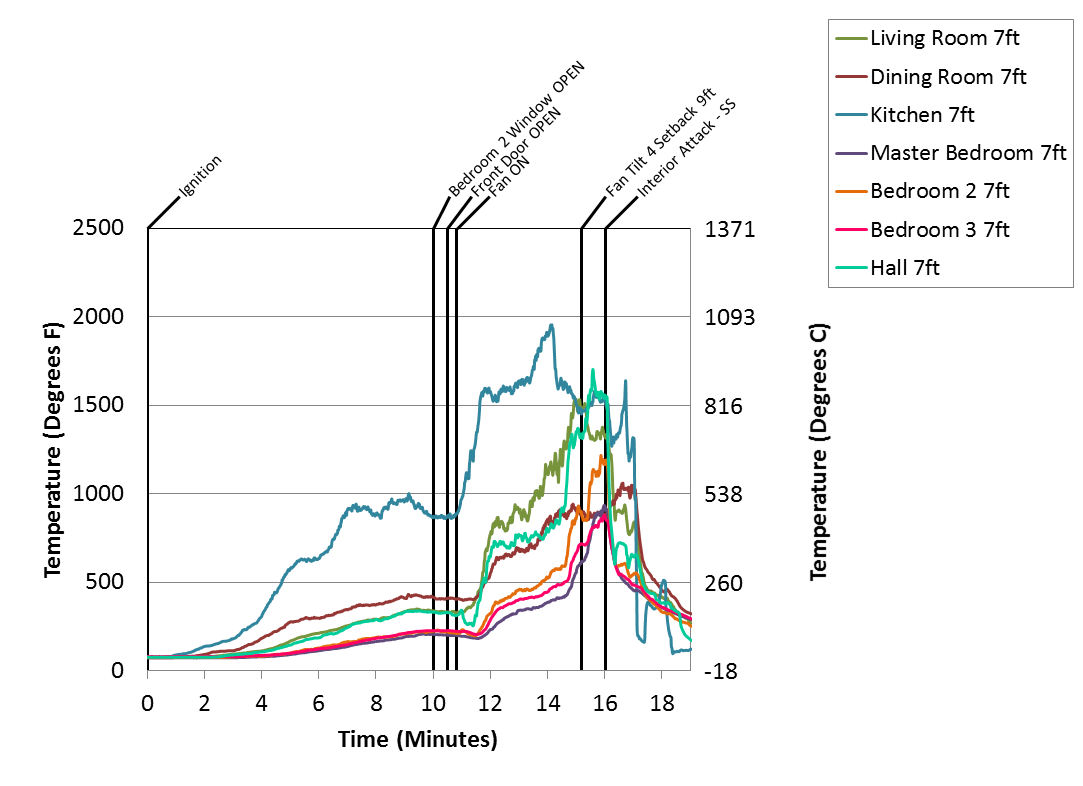 Living Room 7ft
Dining Room 7ft
Kitchen 7ft
Master Bedroom 7ft
Bedroom 2 7ft
Bedroom 3 7ft
Hall 7ft
Ignition
Bedroom 2 Window OPEN
Front Door OPEN
Fan ON
Fan Tilt 4 Setback 9ft
Interior Attack - SS
Temperature (Degrees F)
2500
2000
1500
1000
500
0
1371
1093
816
538
260
-18
Temperature (Degrees C)
0 2 4 6 8 10 12 14 16 18
Time (Minutes)